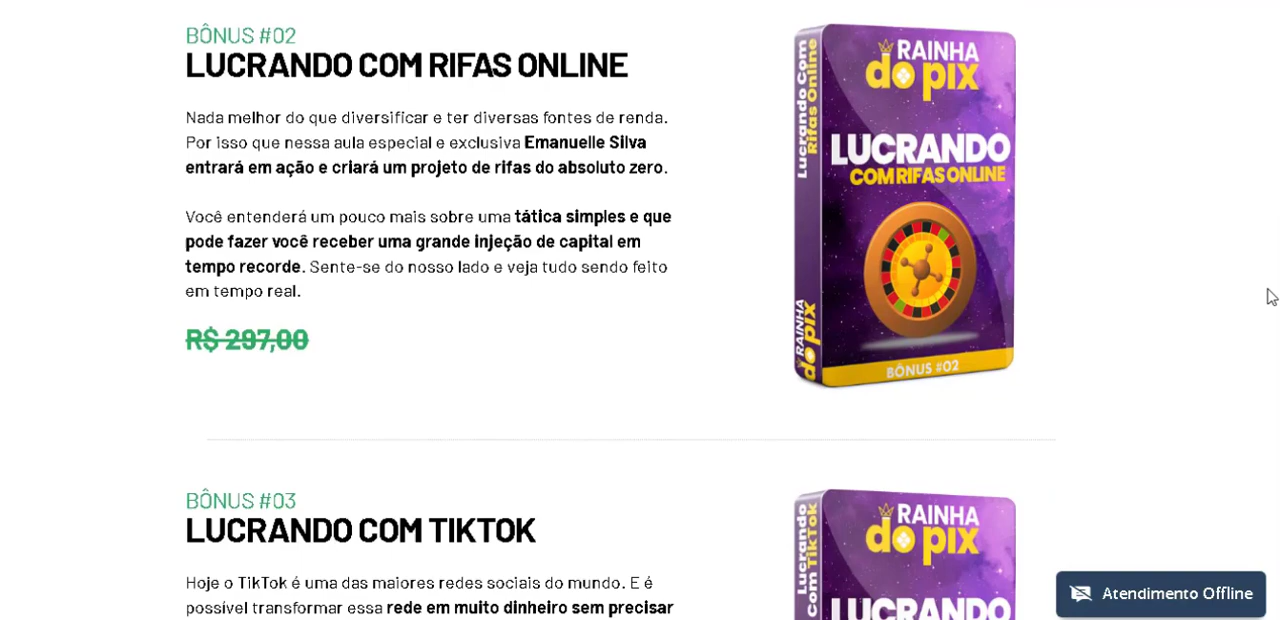 BÔNUS #02
LUCRANDO COM RIFAS ONLINE
Nada melhor do que diversificar e ter diversas fontes de renda.
Por isso que nessa aula especial e exclusiva Emanuelle Silva
entrará em ação e criará um projeto de rifas do absoluto zero.
Você entenderá um pouco mais sobre uma tática simples e que
pode fazer você receber uma grande injeção de capital em
tempo recorde. Sente-se do nosso lado e veja tudo sendo feito
em tempo real.
R$ 297,00
Lucrando Com
Rifas Online
RAINHA
do pix
RAINHA
do pix
LUCRANDO
COM RIFAS ONLINE
BÔNUS #02
BÔNUS #03
LUCRANDO COM TIKTOK
Hoje o TikTok é uma das maiores redes sociais do mundo. E é
possível transformar essa rede em muito dinheiro sem precisar
Lucrando
Com TikTok
RAINHA
do pix
LUCRANDO
Atendimento Offline